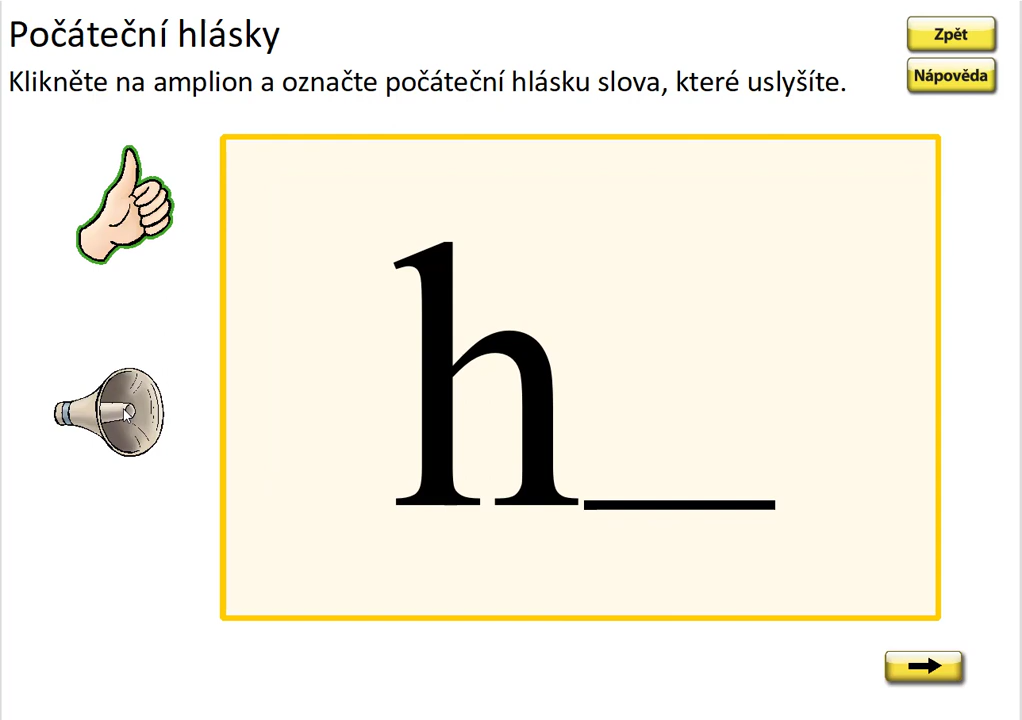 Počáteční hlásky
Zpět
Klikněte na amplion a označte počáteční hlásku slova, které uslyšíte.
Nápověda
h_